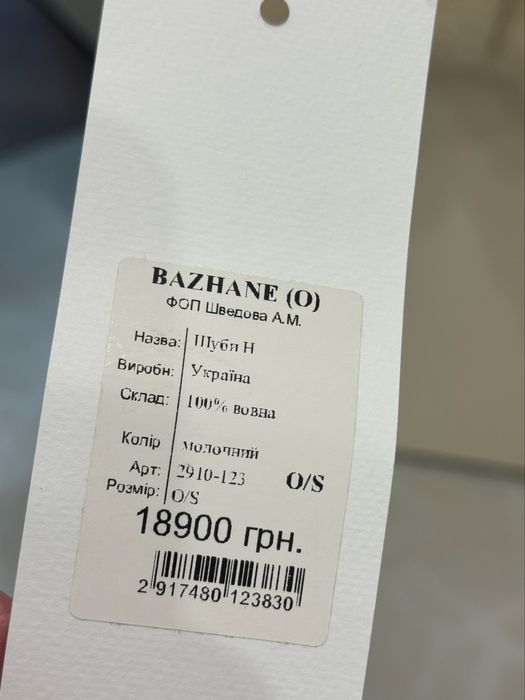 BAZHANE (O)
ФОП Шведова А.М.
Назва: Шуби Н
Виробн: Україна
Склад: 100% вовна
Колір молочний
Арт: 2910-123
O/S
Розмір: O/S
18900 грн.
2 917480 123830